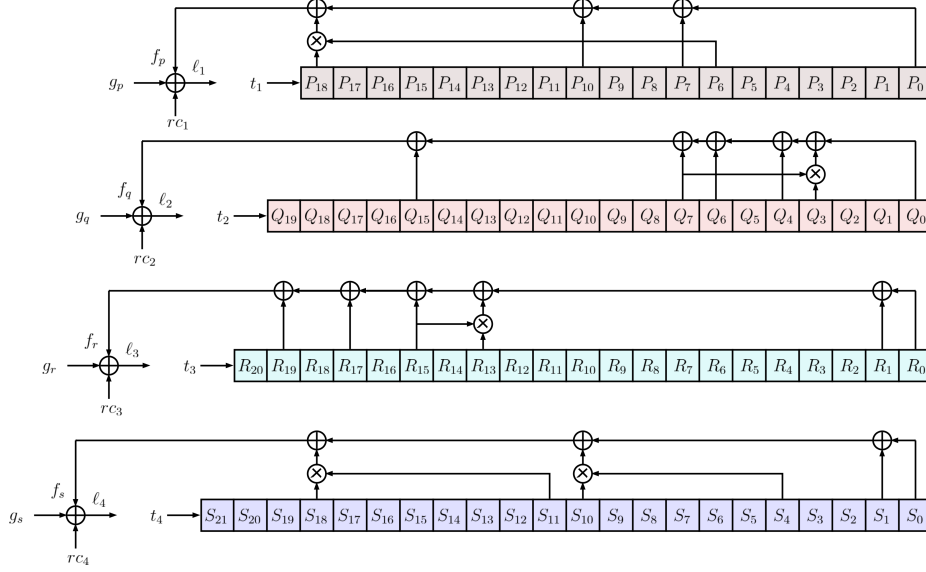 f_p
g_p ℓ_1 t_1 P_18 P_17 P_16 P_15 P_14 P_13 P_12 P_11 P_10 P_9 P_8 P_7 P_6 P_5 P_4 P_3 P_2 P_1 P_0
rc_1
f_q
g_q ℓ_2 t_2 Q_19 Q_18 Q_17 Q_16 Q_15 Q_14 Q_13 Q_12 Q_11 Q_10 Q_9 Q_8 Q_7 Q_6 Q_5 Q_4 Q_3 Q_2 Q_1 Q_0
rc_2
f_r
g_r ℓ_3 t_3 R_20 R_19 R_18 R_17 R_16 R_15 R_14 R_13 R_12 R_11 R_10 R_9 R_8 R_7 R_6 R_5 R_4 R_3 R_2 R_1 R_0
rc_3
f_s
g_s ℓ_4 t_4 S_21 S_20 S_19 S_18 S_17 S_16 S_15 S_14 S_13 S_12 S_11 S_10 S_9 S_8 S_7 S_6 S_5 S_4 S_3 S_2 S_1 S_0
rc_4